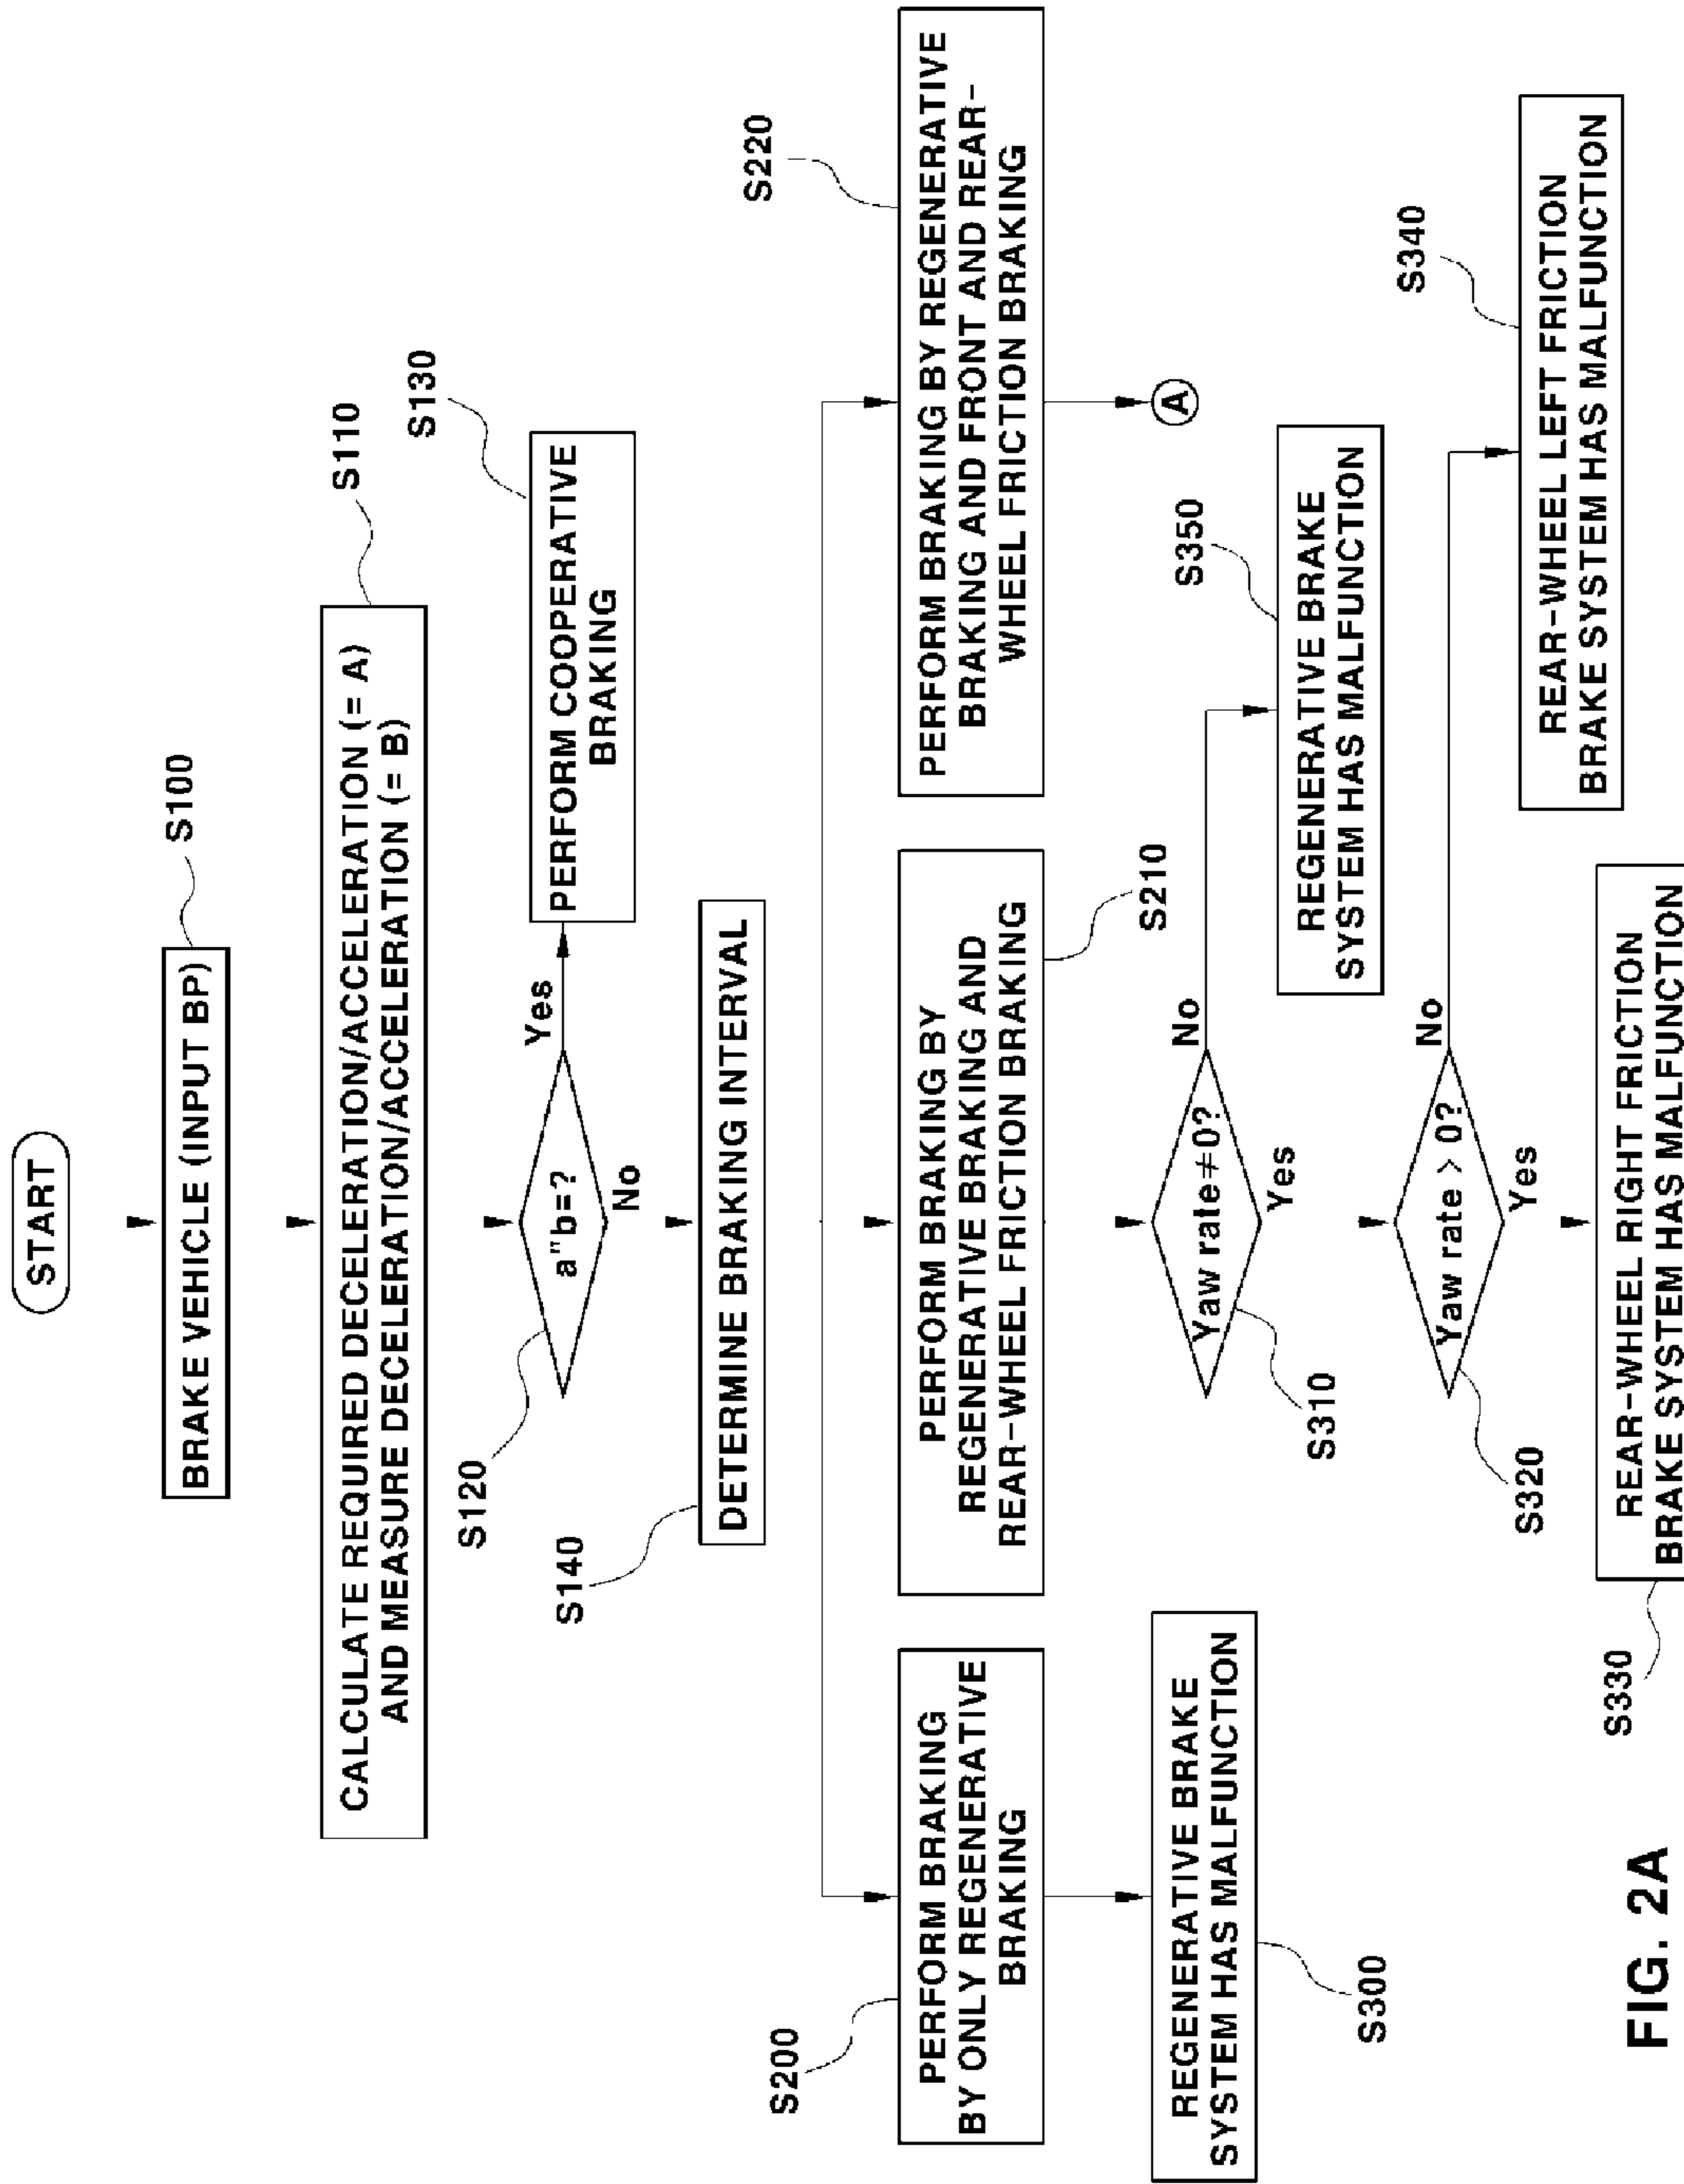 START
S100
BRAKE VEHICLE (INPUT BP)
S110
CALCULATE REQUIRED DECELERATION/ACCELERATION (= A)
AND MEASURE DECELERATION/ACCELERATION (= B)
S120
a"b=?
Yes
No
S130
PERFORM COOPERATIVE
BRAKING
S140
DETERMINE BRAKING INTERVAL
S200
PERFORM BRAKING
BY ONLY REGENERATIVE
BRAKING
PERFORM BRAKING BY
REGENERATIVE BRAKING AND
REAR-WHEEL FRICTION BRAKING
S210
S220
PERFORM BRAKING BY REGENERATIVE
BRAKING AND FRONT AND REAR-
WHEEL FRICTION BRAKING
A
REGENERATIVE BRAKE
SYSTEM HAS MALFUNCTION
S300
Yaw rate≠0?
No
Yes
S310
S350
REGENERATIVE BRAKE
SYSTEM HAS MALFUNCTION
Yaw rate > 0?
No
Yes
S320
S340
REAR-WHEEL LEFT FRICTION
BRAKE SYSTEM HAS MALFUNCTION
S330
REAR-WHEEL RIGHT FRICTION
BRAKE SYSTEM HAS MALFUNCTION
FIG. 2A